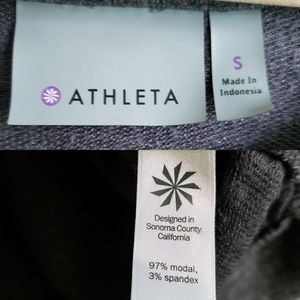 S
Made In
Indonesia
ATHLETA
Designed in
Sonoma County,
California
97% modal,
3% spandex